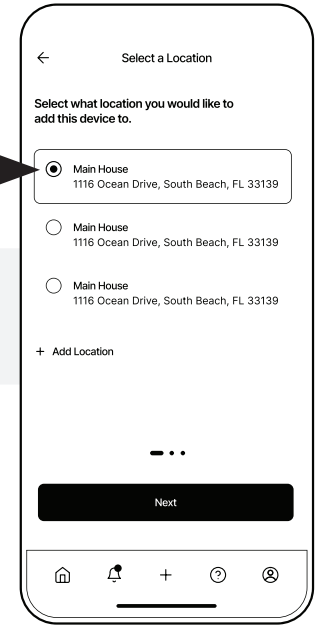 Select a Location
Select what location you would like to
add this device to.
Main House
1116 Ocean Drive, South Beach, FL 33139
Main House
1116 Ocean Drive, South Beach, FL 33139
Main House
1116 Ocean Drive, South Beach, FL 33139
+ Add Location
Next